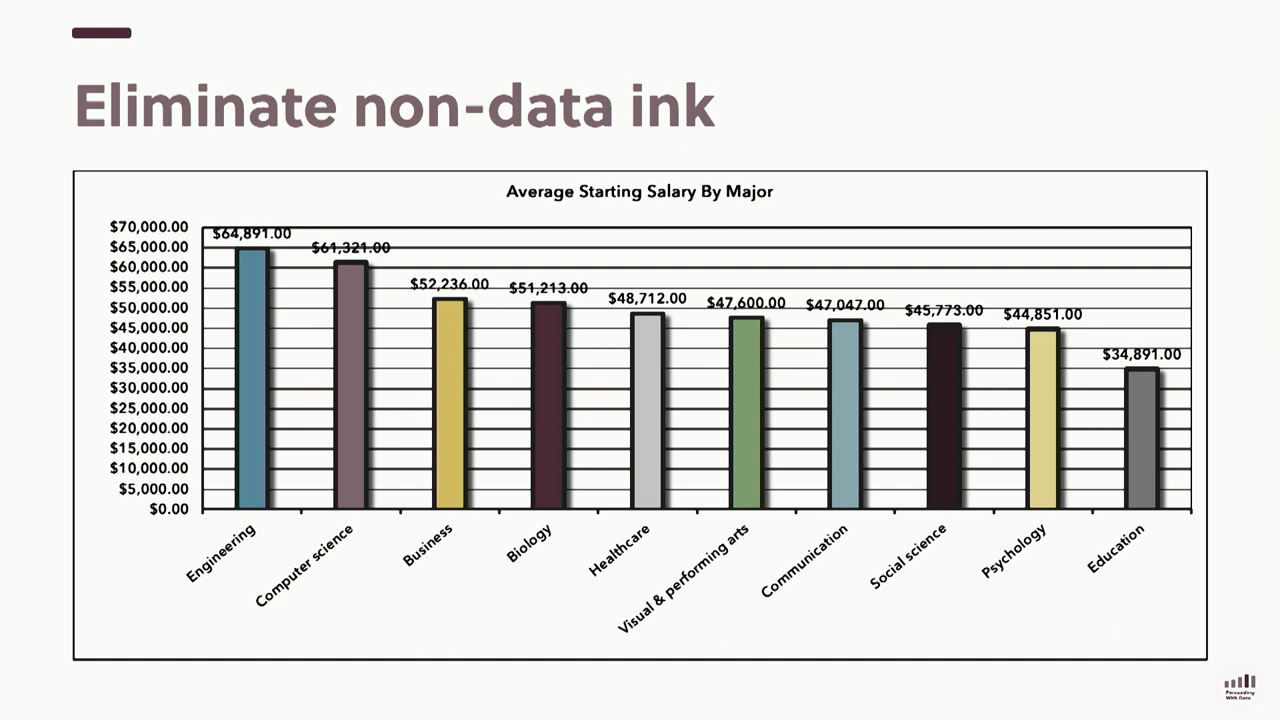 Eliminate non-data ink
Average Starting Salary By Major
$70,000.00
$65,000.00
$60,000.00
$55,000.00
$50,000.00
$45,000.00
$40,000.00
$35,000.00
$30,000.00
$25,000.00
$20,000.00
$15,000.00
$10,000.00
$5,000.00
$0.00
$64,891.00
$61,321.00
$52,236.00
$51,213.00
$48,712.00
$47,600.00
$47,047.00
$45,773.00
$44,851.00
$34,891.00
Engineering
Computer science
Business
Biology
Healthcare
Visual & performing arts
Communication
Social science
Psychology
Education
Persuading
With Data